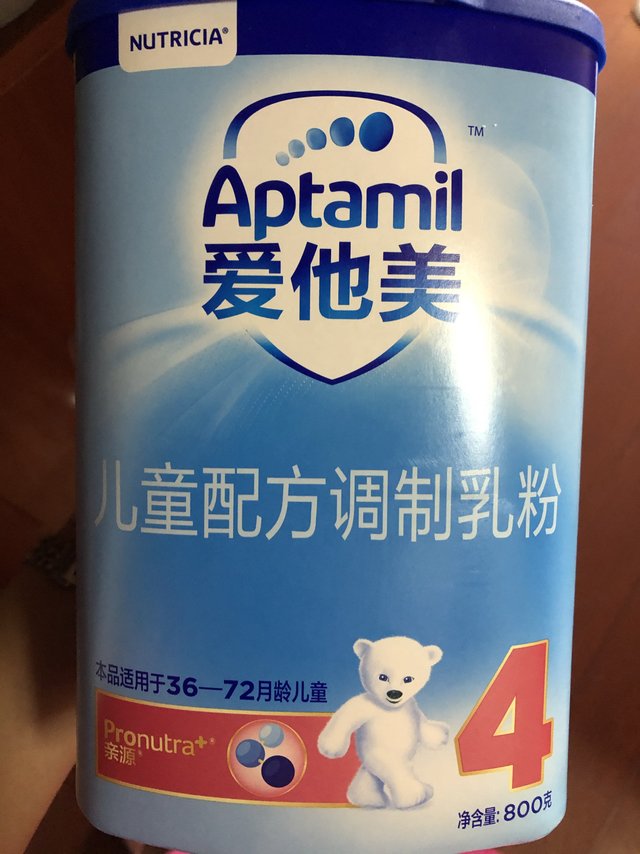 NUTRICIA®
TM
Aptamil
爱他美
儿童配方调制乳粉
本品适用于36—72月龄儿童
Pronutra+®
亲源®
4
净含量: 800克